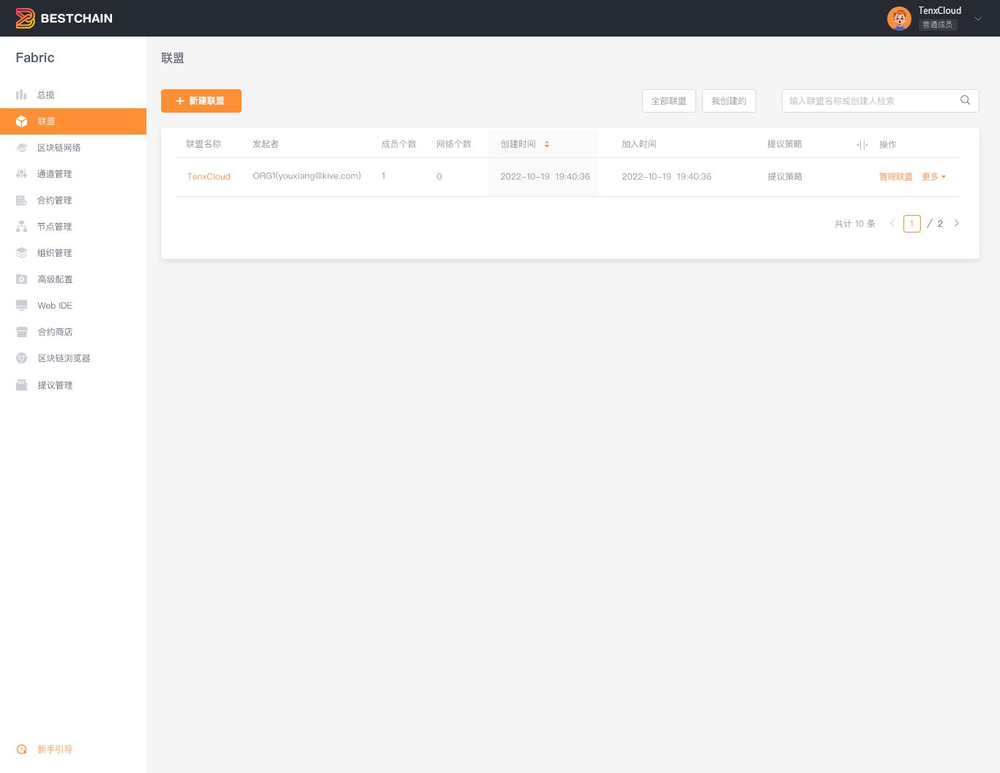 BESTCHAIN
TenxCloud
普通成员
Fabric
总揽
联盟
区块链网络
通道管理
合约管理
节点管理
组织管理
高级配置
Web IDE
合约商店
区块链浏览器
提议管理
新手引导
联盟
+ 新建联盟
全部联盟 我创建的 输入联盟名称或创建人检索
联盟名称 发起者 成员个数 网络个数 创建时间 加入时间 提议策略 操作
TenxCloud ORG1(youxiang@kive.com) 1 0 2022-10-19 19:40:36 2022-10-19 19:40:36 提议策略 管理联盟 更多
共计 10 条 < 1 / 2 >